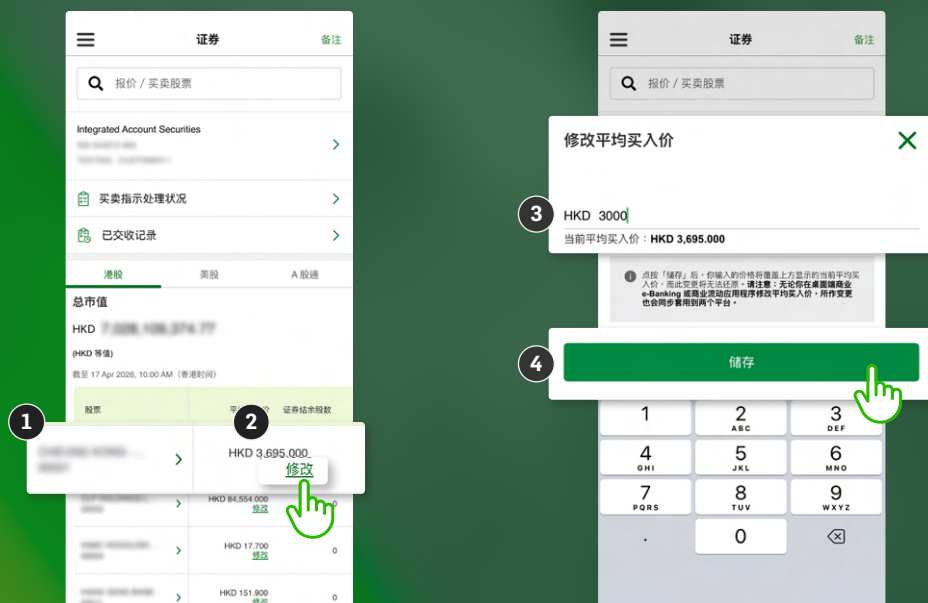 证券
备注
报价 / 买卖股票
Integrated Account Securities
买卖指示处理状况
已交收记录
港股
美股
A 股通
总市值
HKD
(HKD 等值)
截至 17 Apr 2026, 10:00 AM（香港时间）
股票
证券结余股数
1
2
HKD 3,695.000
修改
HKD 84,554.000
修改
0
HKD 17.700
修改
0
HKD 151.900
修改
0
证券
备注
报价 / 买卖股票
修改平均买入价
3
HKD 3000
当前平均买入价：HKD 3,695.000
点按「储存」后，你输入的价格将覆盖上方显示的当前平均买
入价，而此变更将无法还原。请注意：无论你在桌面端商业
e-Banking 或商业流动应用程序修改平均买入价，所作变更
也会同步套用到两个平台。
4
储存
1
2
ABC
3
DEF
4
GHI
5
JKL
6
MNO
7
PQRS
8
TUV
9
WXYZ
.
0